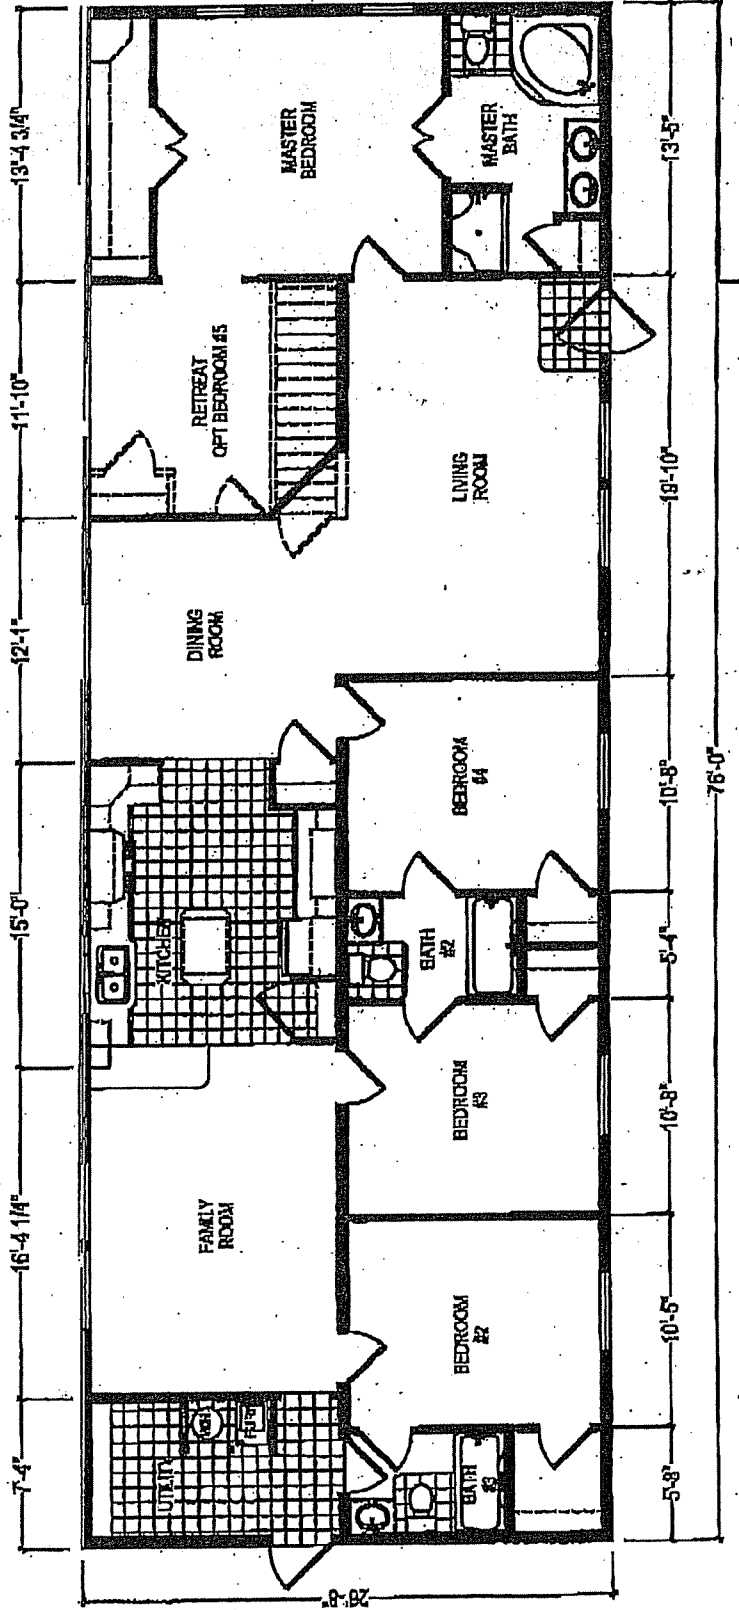 13'-4 3/4"
11'-10"
12'-1"
15'-0"
16'-4 1/4"
7'-4"
MASTER
BEDROOM
MASTER
BATH
RETREAT
OPT BEDROOM #5
LIVING
ROOM
DINING
ROOM
BEDROOM
#4
KITCHEN
BATH
#2
BEDROOM
#3
FAMILY
ROOM
BEDROOM
#2
UTILITY
BATH
#3
13'-5"
19'-10"
10'-8"
5'-4"
10'-8"
10'-5"
5'-8"
76'-0"
26'-8"